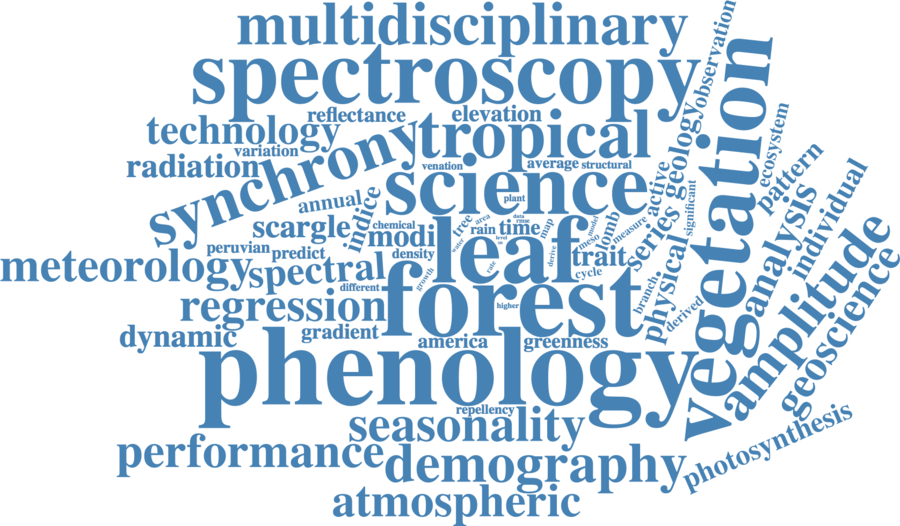 multidisciplinary
spectroscopy
observation
reflectance
elevation
technology
tropical
vegetation
variation
synchrony
radiation
venation
average
structural
geology
ecosystem
science
plant
active
significant
pattern
annual
indice
scargle
chemical
modi
tree
area
rain
time
data
rmse
level
map
model
lomb
measure
series
analysis
individual
peruvian
predict
density
water
leaf
derive
meso
trait
cycle
physical
amplitude
meteorology
spectral
different
growth
rate
forest
higher
branch
derived
geoscience
regression
dynamic
gradient
america
greenness
phenology
repellency
seasonality
photosynthesis
performance
demography
atmospheric